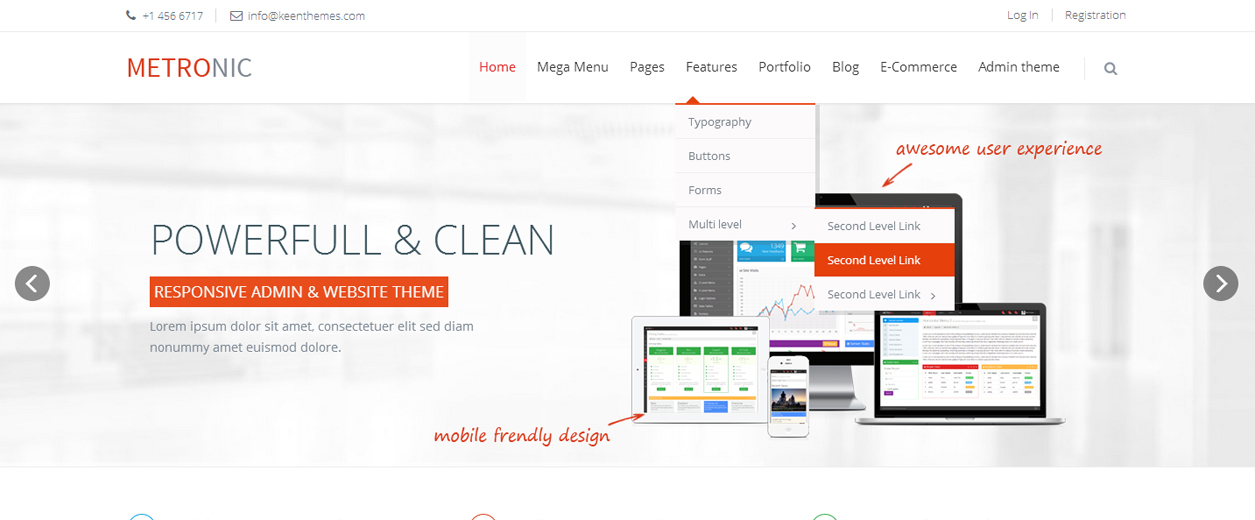 +1 456 6717
info@keenthemes.com
Log In
Registration
METRONIC
Home
Mega Menu
Pages
Features
Portfolio
Blog
E-Commerce
Admin theme
Typography
Buttons
Forms
Multi level
Second Level Link
Second Level Link
Second Level Link
awesome user experience
POWERFULL & CLEAN
RESPONSIVE ADMIN & WEBSITE THEME
Lorem ipsum dolor sit amet, consectetuer elit sed diam
nonummy amet euismod dolore.
1349
mobile frendly design